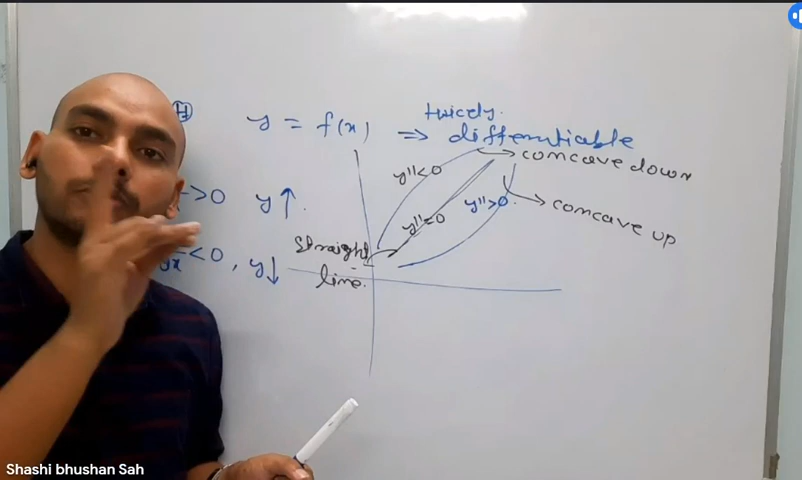 H
y = f(x) ⇒ twicely.
differentiable
concave down
y''<0
>0 y↑.
y''=0
y''>0.
concave up
straight
line.
<0, y↓
Shashi bhushan Sah